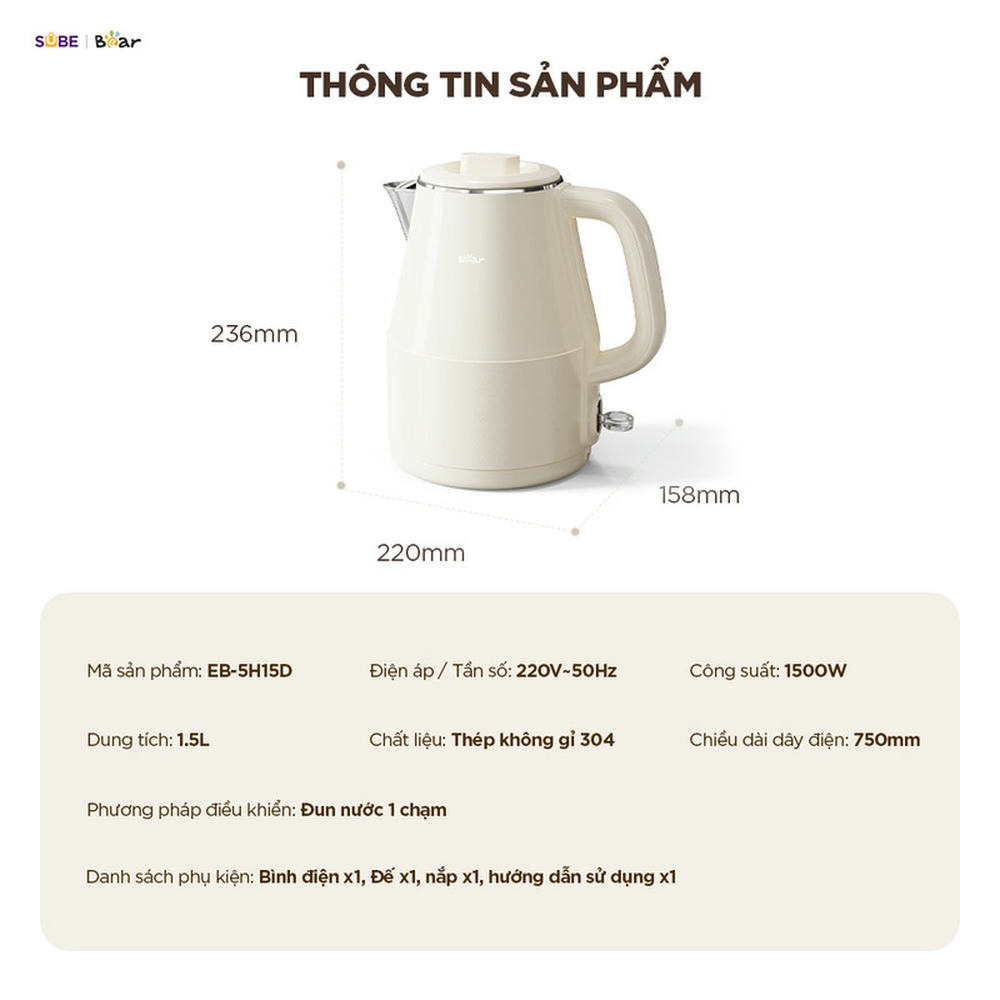 SUBE | Bear
THÔNG TIN SẢN PHẨM
Bear
236mm
158mm
220mm
Mã sản phẩm: EB-5H15D
Điện áp / Tần số: 220V~50Hz
Công suất: 1500W
Dung tích: 1.5L
Chất liệu: Thép không gỉ 304
Chiều dài dây điện: 750mm
Phương pháp điều khiển: Đun nước 1 chạm
Danh sách phụ kiện: Bình điện x1, Đế x1, nắp x1, hướng dẫn sử dụng x1